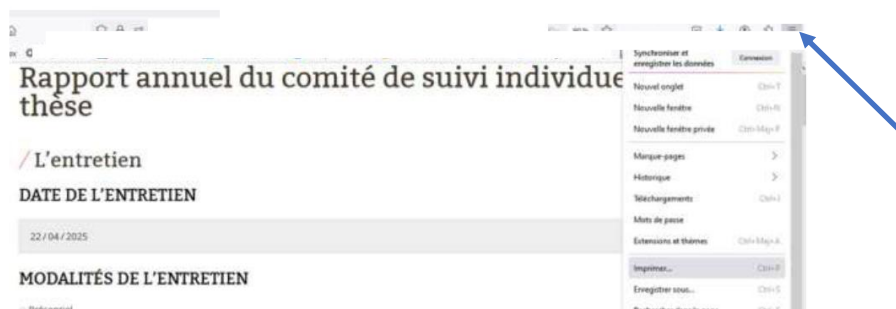 Rapport annuel du comité de suivi individue
thèse
/ L'entretien
DATE DE L'ENTRETIEN
22/04/2025
MODALITÉS DE L'ENTRETIEN
Synchroniser et
enregistrer les données
Connexion
Nouvel onglet Ctrl+T
Nouvelle fenêtre Ctrl+N
Nouvelle fenêtre privée Ctrl+Maj+P
Marque-pages >
Historique >
Téléchargements Ctrl+J
Mots de passe
Extensions et thèmes Ctrl+Maj+A
Imprimer... Ctrl+P
Enregistrer sous... Ctrl+S